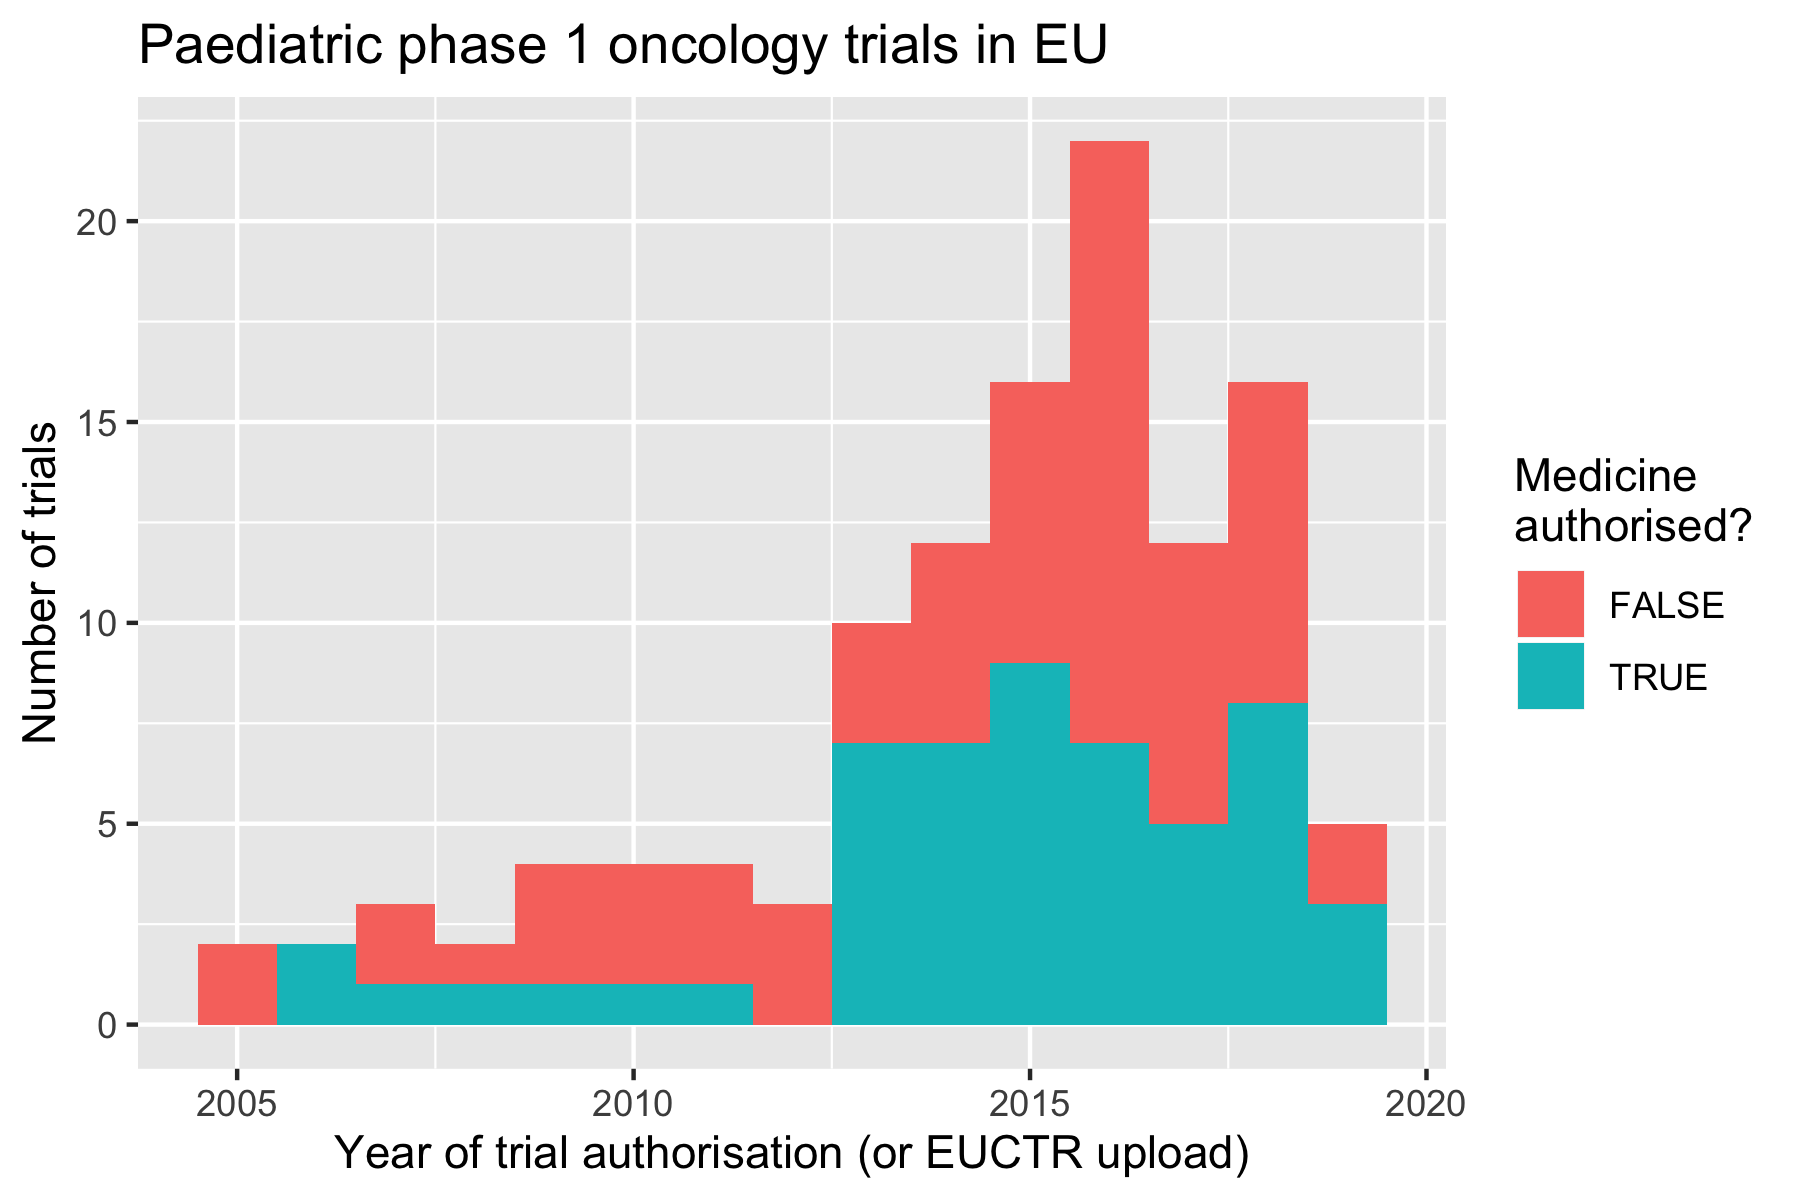 Paediatric phase 1 oncology trials in EU
Number of trials
20
15
10
5
0
2005 2010 2015 2020
Year of trial authorisation (or EUCTR upload)
Medicine
authorised?
FALSE
TRUE